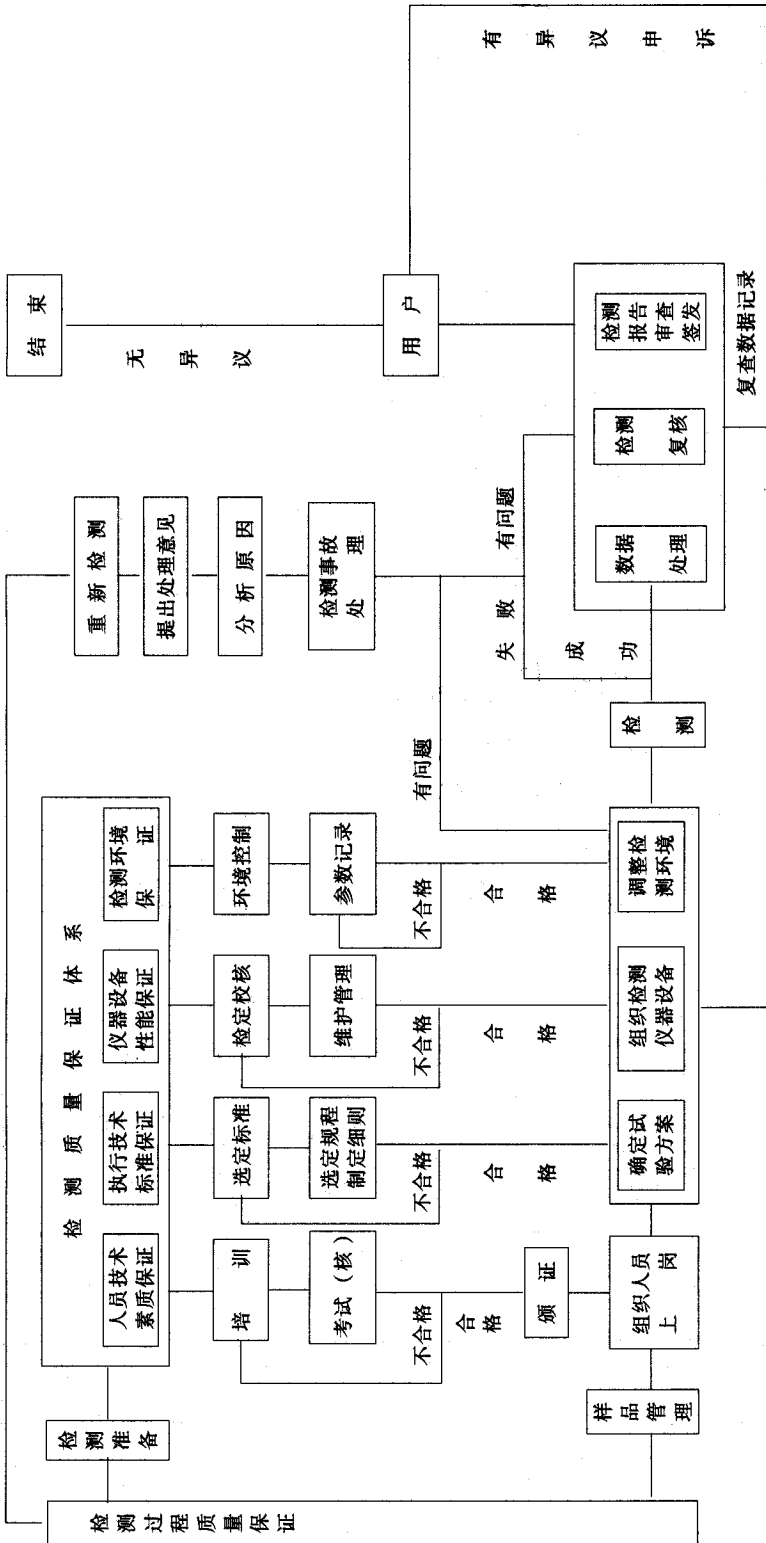 检测过程质量保证
检测准备
样品管理
检测质量保证体系
人员技术
素质保证
执行技术
标准保证
仪器设备
性能保证
检测环境
保证
培训
选定标准
检定校核
环境控制
考试（核）
选定规程
制定细则
维护管理
参数记录
不合格
合格
不合格
合格
不合格
合格
不合格
合格
颁证
组织人员
上岗
确定试
验方案
组织检测
仪器设备
调整检
测环境
有问题
检测
重新检测
提出处理意见
分析原因
检测事故
处理
失败
有问题
成功
数据
处理
检测
复核
检测
报告
审查
签发
复查数据记录
结束
无异议
用户
有异议申诉